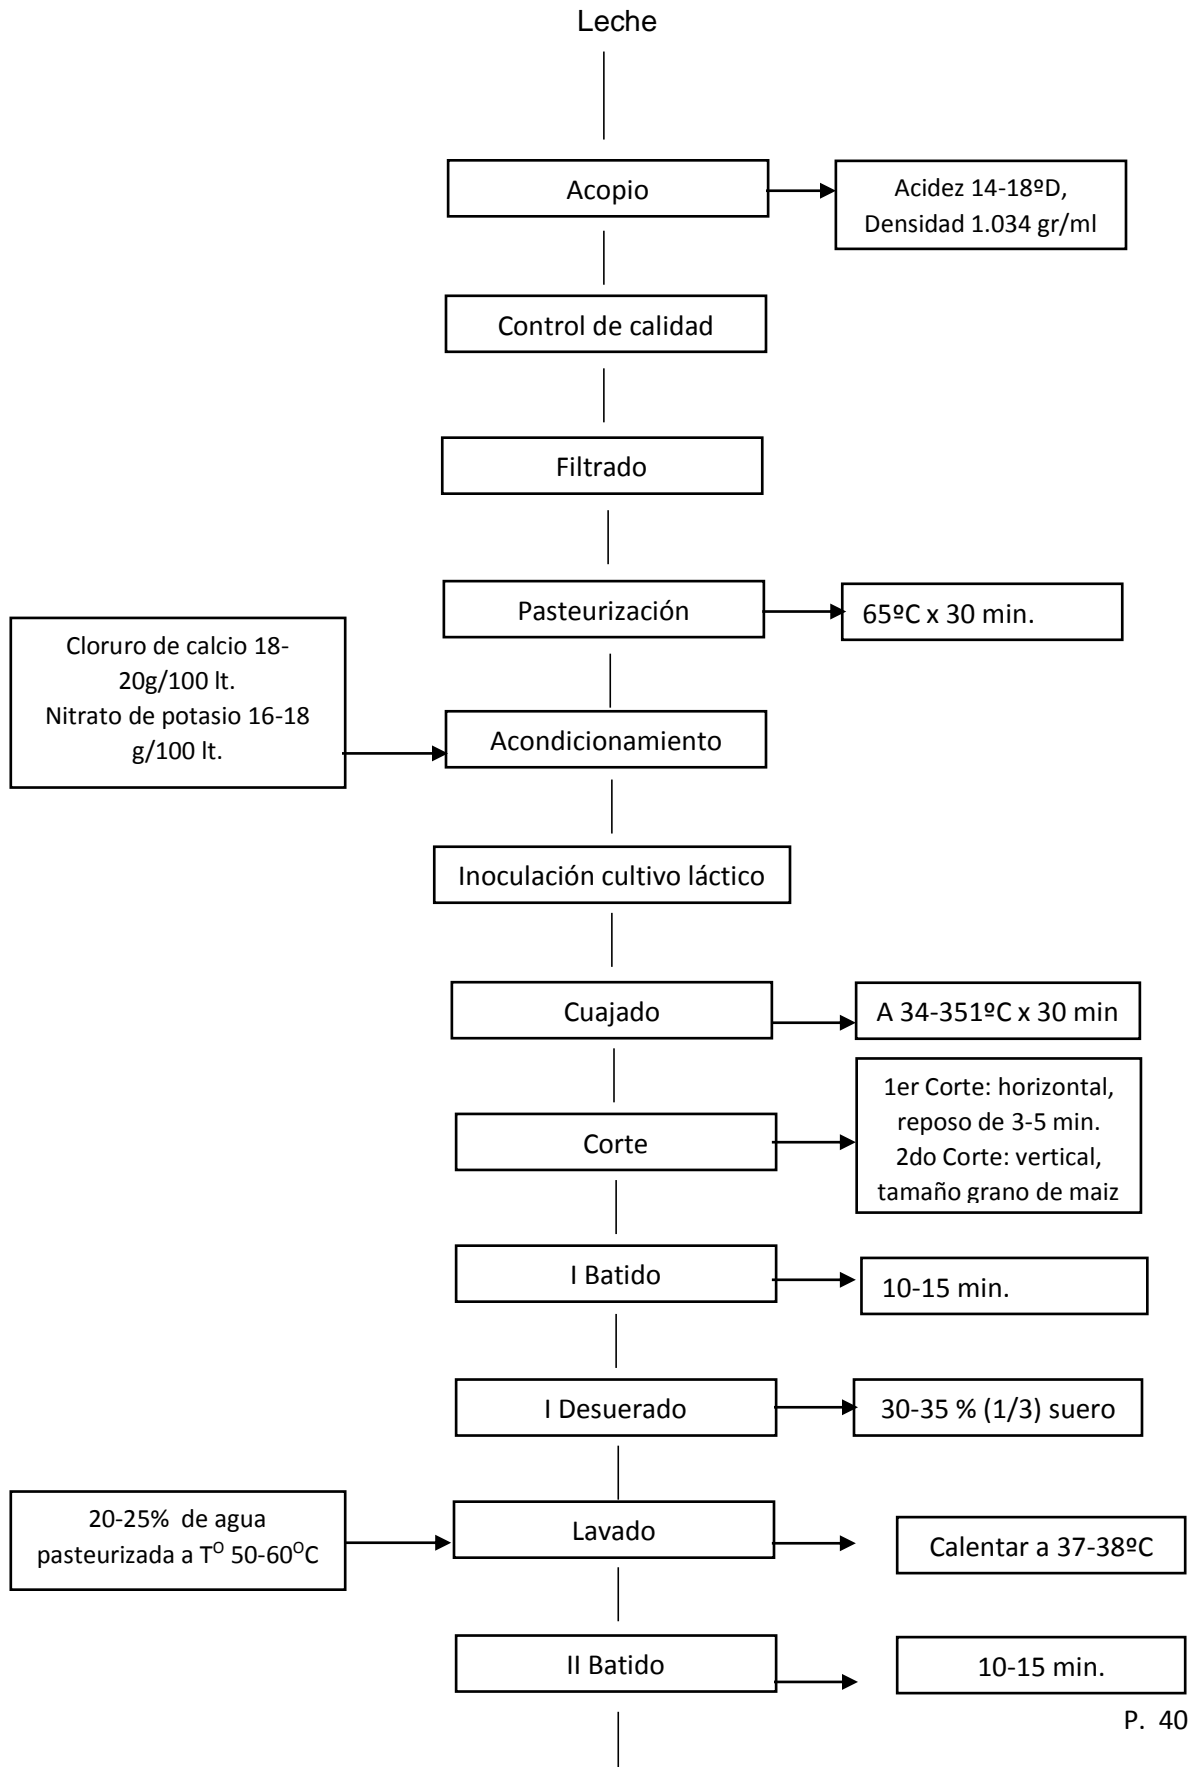 Leche
Acopio
Acidez 14-18ºD,
Densidad 1.034 gr/ml
Control de calidad
Filtrado
Pasteurización
65ºC x 30 min.
Cloruro de calcio 18-
20g/100 lt.
Nitrato de potasio 16-18
g/100 lt.
Acondicionamiento
Inoculación cultivo láctico
Cuajado
A 34-351ºC x 30 min
Corte
1er Corte: horizontal,
reposo de 3-5 min.
2do Corte: vertical,
tamaño grano de maiz
I Batido
10-15 min.
I Desuerado
30-35 % (1/3) suero
20-25%  de agua
pasteurizada a Tᴼ 50-60ᴼC
Lavado
Calentar a 37-38ºC
II Batido
10-15 min.
P.  40